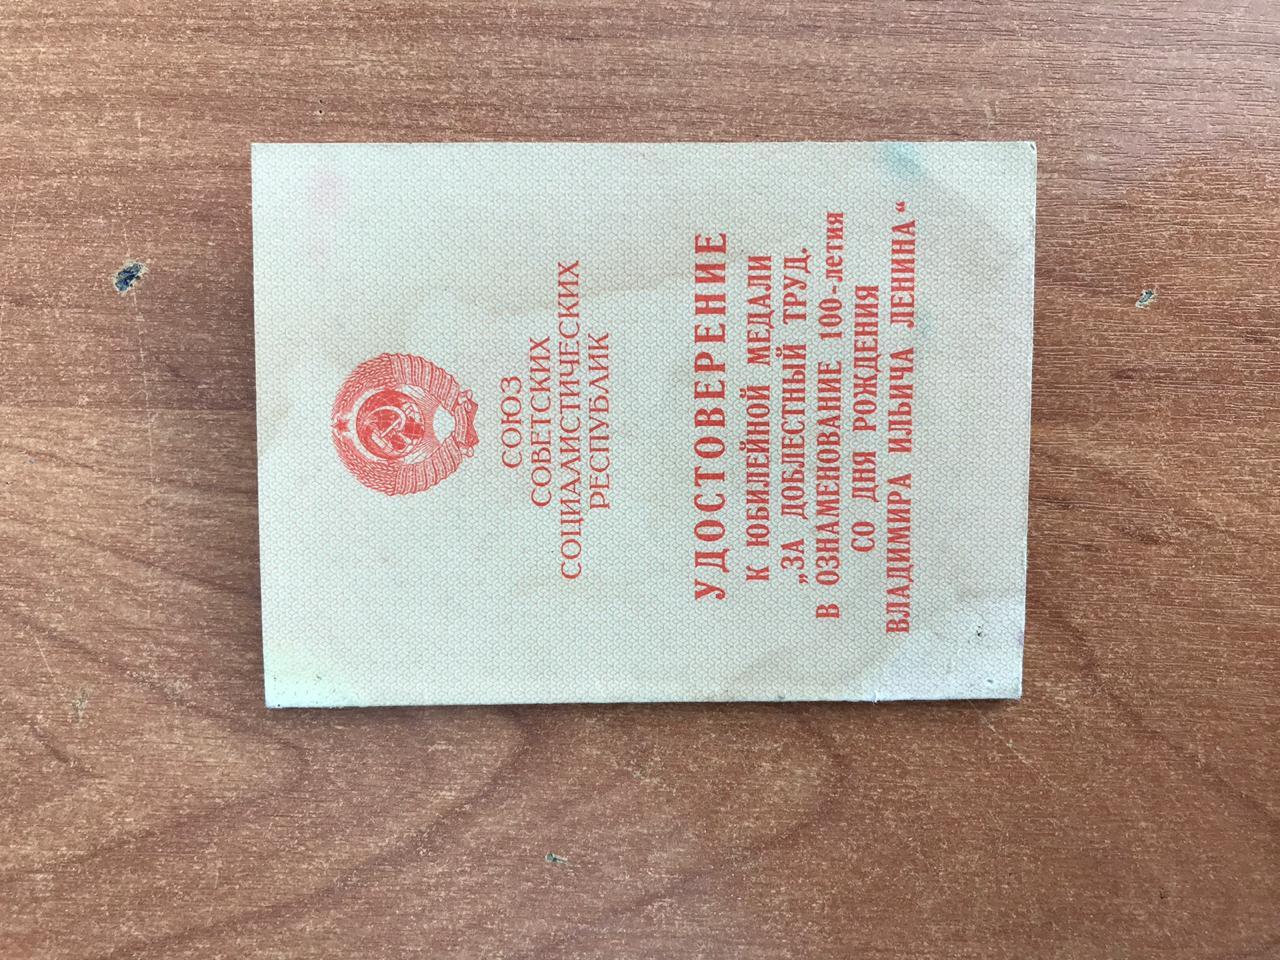 СОЮЗ
СОВЕТСКИХ
СОЦИАЛИСТИЧЕСКИХ
РЕСПУБЛИК
УДОСТОВЕРЕНИЕ
К ЮБИЛЕЙНОЙ МЕДАЛИ
„ЗА ДОБЛЕСТНЫЙ ТРУД.
В ОЗНАМЕНОВАНИЕ 100-летия
СО ДНЯ РОЖДЕНИЯ
ВЛАДИМИРА ИЛЬИЧА ЛЕНИНА“